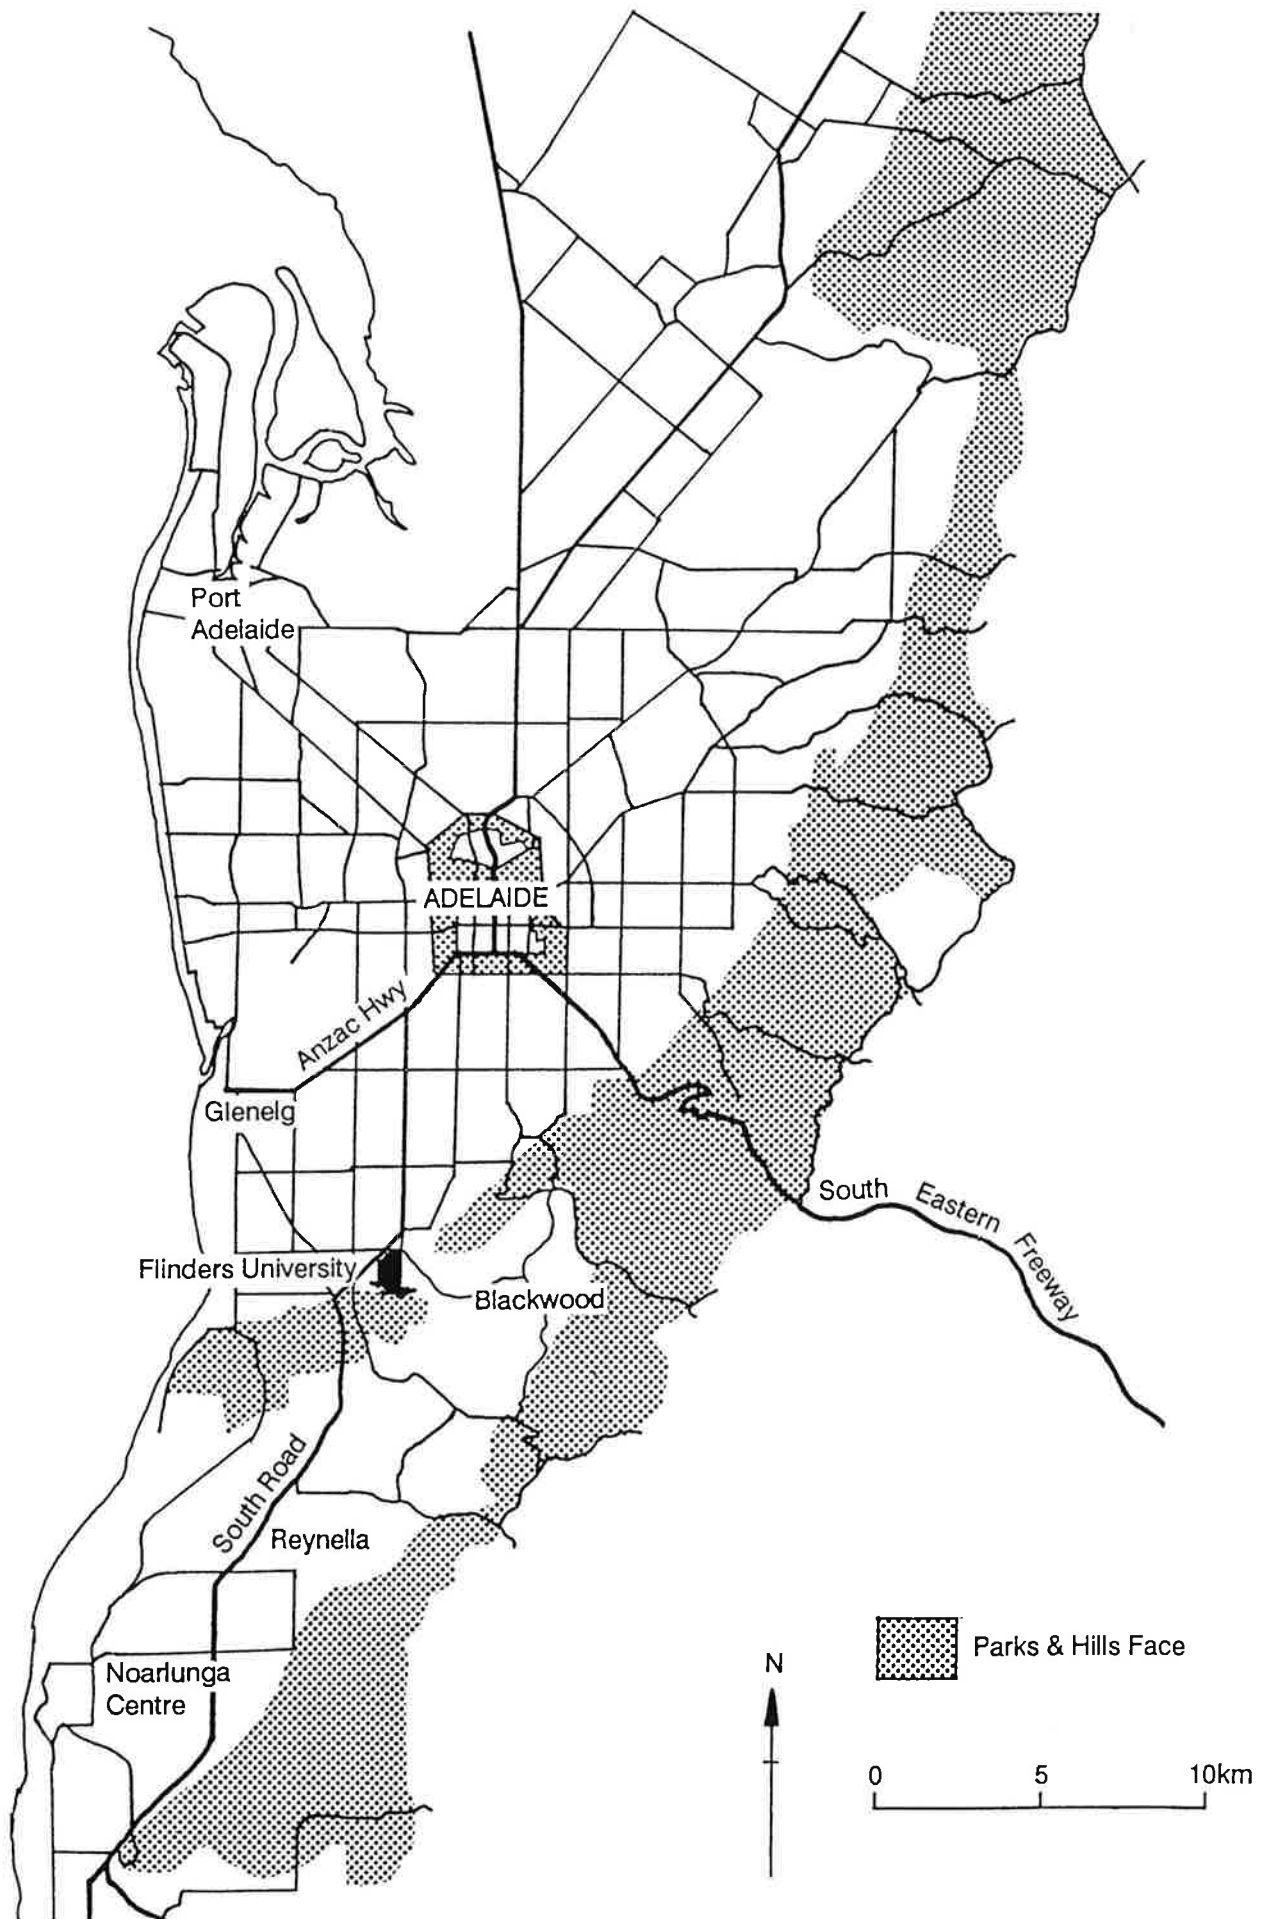 Port
Adelaide
ADELAIDE
Anzac Hwy
Glenelg
South Eastern Freeway
Flinders University
Blackwood
South Road
Reynella
Parks & Hills Face
Noarlunga
Centre
N
0 5 10km